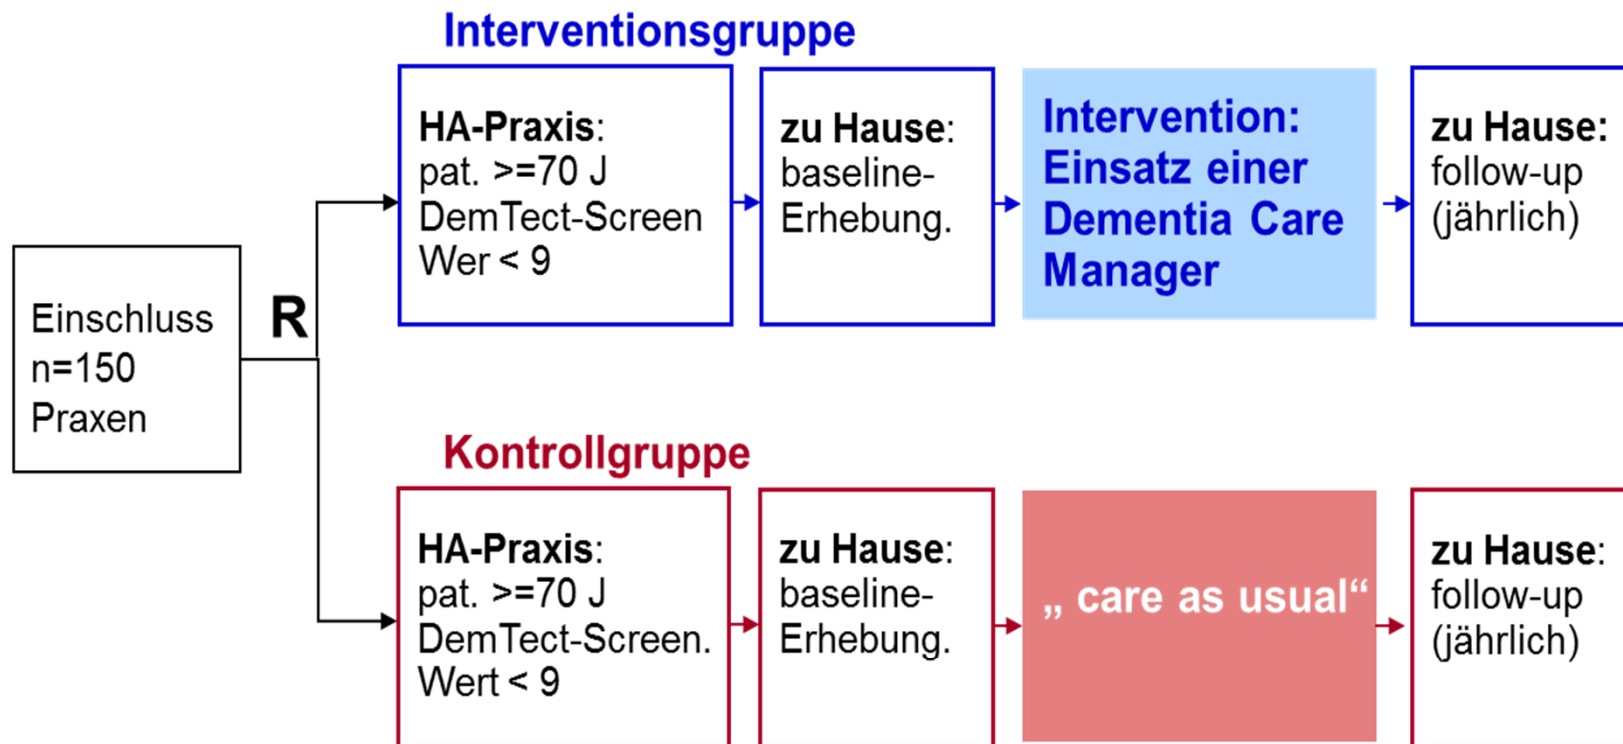 Einschluss
n=150
Praxen
R
Interventionsgruppe
HA-Praxis:
pat. >=70 J
DemTect-Screen
Wer < 9
zu Hause:
baseline-
Erhebung.
Intervention:
Einsatz einer
Dementia Care
Manager
zu Hause:
follow-up
(jährlich)
Kontrollgruppe
HA-Praxis:
pat. >=70 J
DemTect-Screen.
Wert < 9
zu Hause:
baseline-
Erhebung.
„ care as usual“
zu Hause:
follow-up
(jährlich)